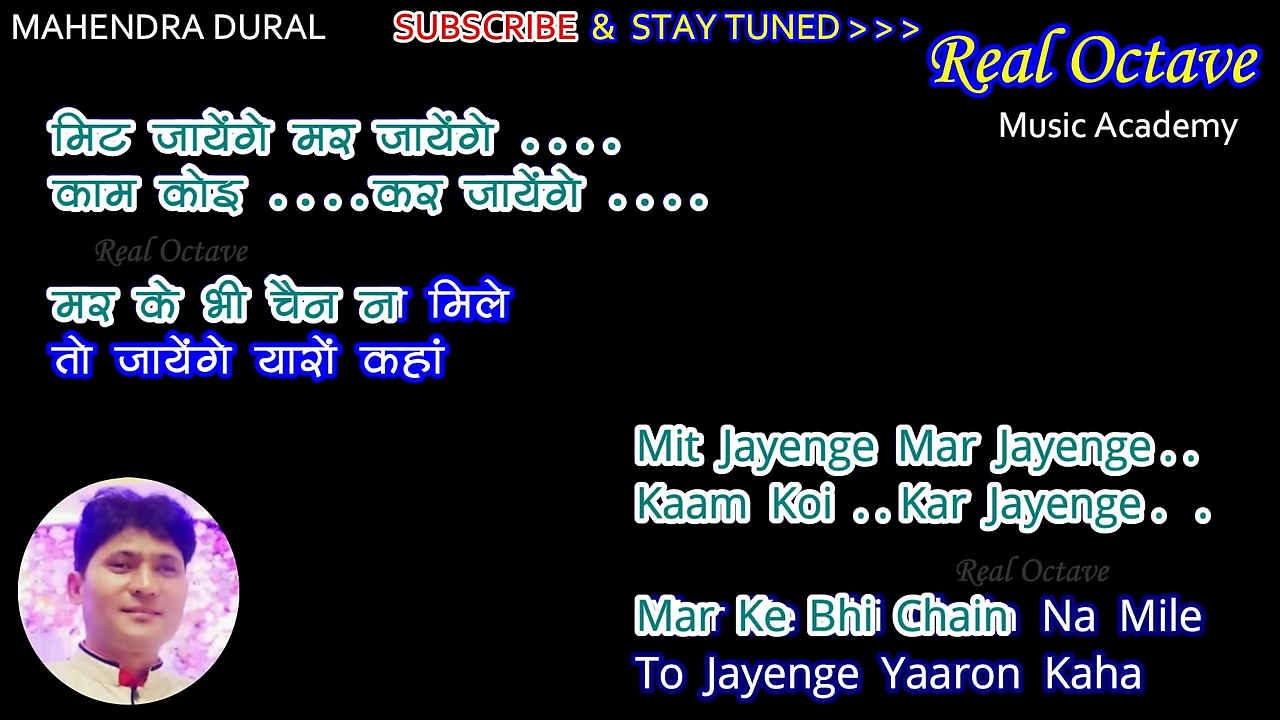 MAHENDRA DURAL SUBSCRIBE & STAY TUNED > > >
Real Octave
Music Academy
मिट जायेंगे मर जायेंगे ....
काम कोइ ....कर जायेंगे ....
Real Octave
मर के भी चैन ना मिले
तो जायेंगे यारों कहां
Mit Jayenge Mar Jayenge..
Kaam Koi ..Kar Jayenge. .
Real Octave
Mar Ke Bhi Chain Na Mile
To Jayenge Yaaron Kaha